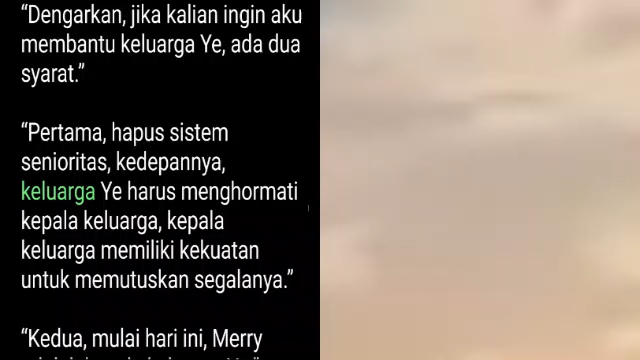 “Dengarkan, jika kalian ingin aku
membantu keluarga Ye, ada dua
syarat.”
“Pertama, hapus sistem
senioritas, kedepannya,
keluarga Ye harus menghormati
kepala keluarga, kepala
keluarga memiliki kekuatan
untuk memutuskan segalanya.”
“Kedua, mulai hari ini, Merry